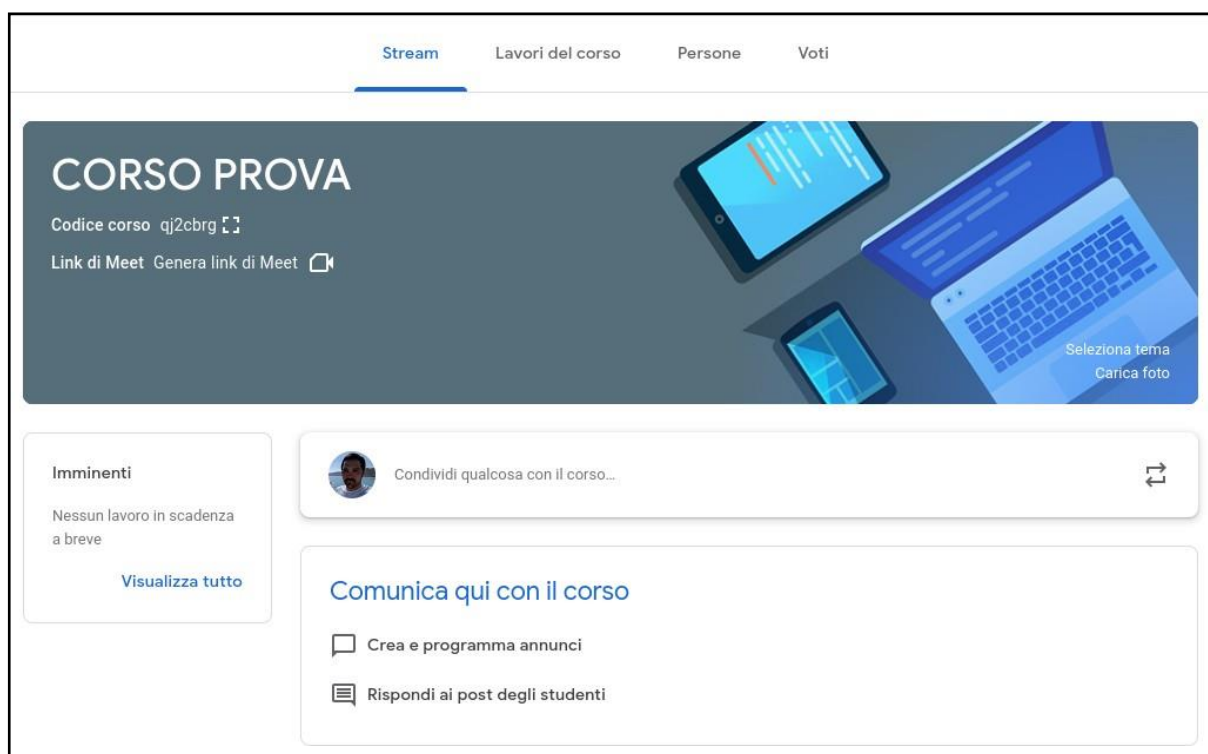 Stream Lavori del corso Persone Voti
CORSO PROVA
Codice corso qj2cbrg
Link di Meet Genera link di Meet
Seleziona tema
Carica foto
Imminenti
Nessun lavoro in scadenza
a breve
Visualizza tutto
Condividi qualcosa con il corso...
Comunica qui con il corso
Crea e programma annunci
Rispondi ai post degli studenti